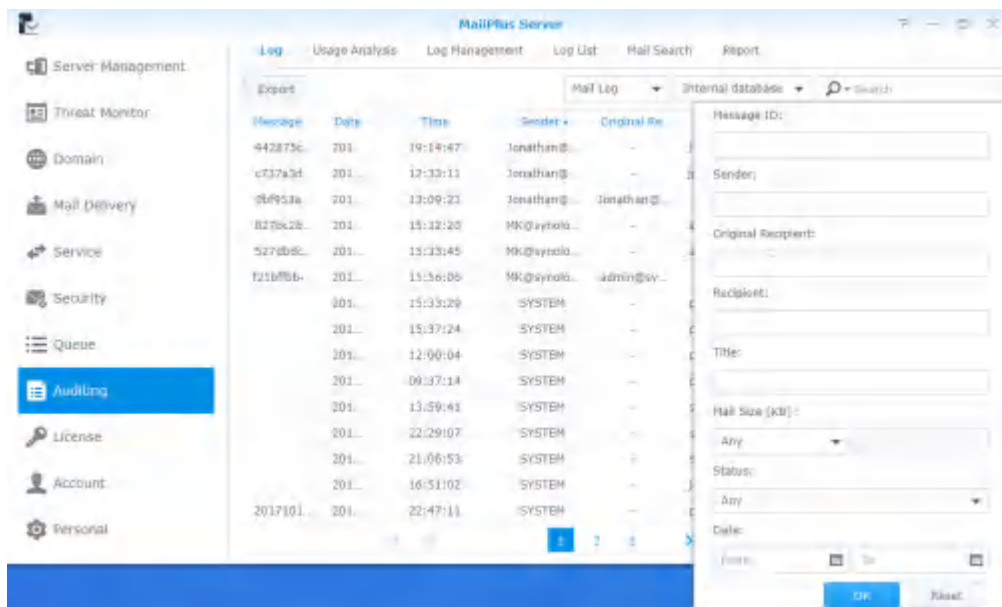 MailPlus Server
Log Usage Analysis Log Management Log List Mail Search Report
Server Management
Threat Monitor
Domain
Mail Delivery
Service
Security
Queue
Auditing
License
Account
Personal
Export Mail Log Internal database Search
Message Date Time Sender Original Re...
442875c... 201... 19:14:47 Jonathan@... -
c737a3d... 201... 12:33:11 Jonathan@... -
201... 13:09:21 Jonathan@... Jonathan@...
201... 15:32:20 MK@synolo... -
201... 15:33:45 MK@synolo... -
201... 15:56:06 MK@synolo... admin@sy...
201... 15:33:29 SYSTEM -
201... 15:37:24 SYSTEM -
201... 12:00:04 SYSTEM -
201... 09:37:14 SYSTEM -
201... 13:59:41 SYSTEM -
201... 22:29:07 SYSTEM -
201... 21:06:53 SYSTEM -
201... 16:51:02 SYSTEM -
2017101... 201... 22:47:11 SYSTEM -
1 2 3
Message ID:
Sender:
Original Recipient:
Recipient:
Title:
Mail Size (KB) :
Any
Status:
Any
Date:
From To
OK Reset